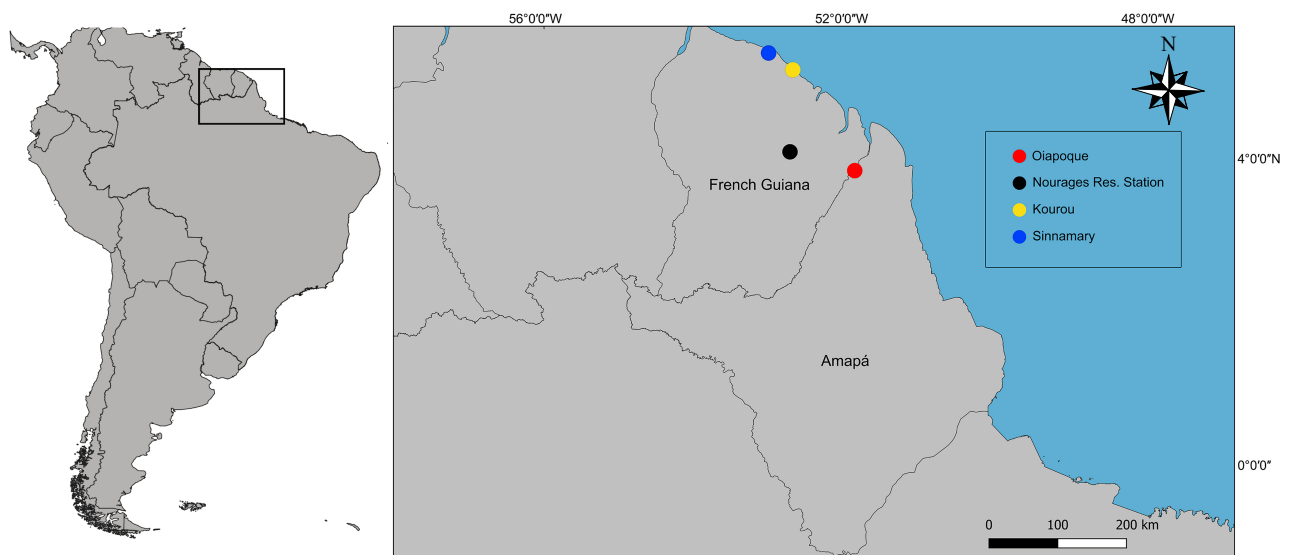 56°0′0″W 52°0′0″W 48°0′0″W
N
4°0′0″N
Oiapoque
Nourages Res. Station
Kourou
Sinnamary
French Guiana
Amapá
0°0′0″
0 100 200 km